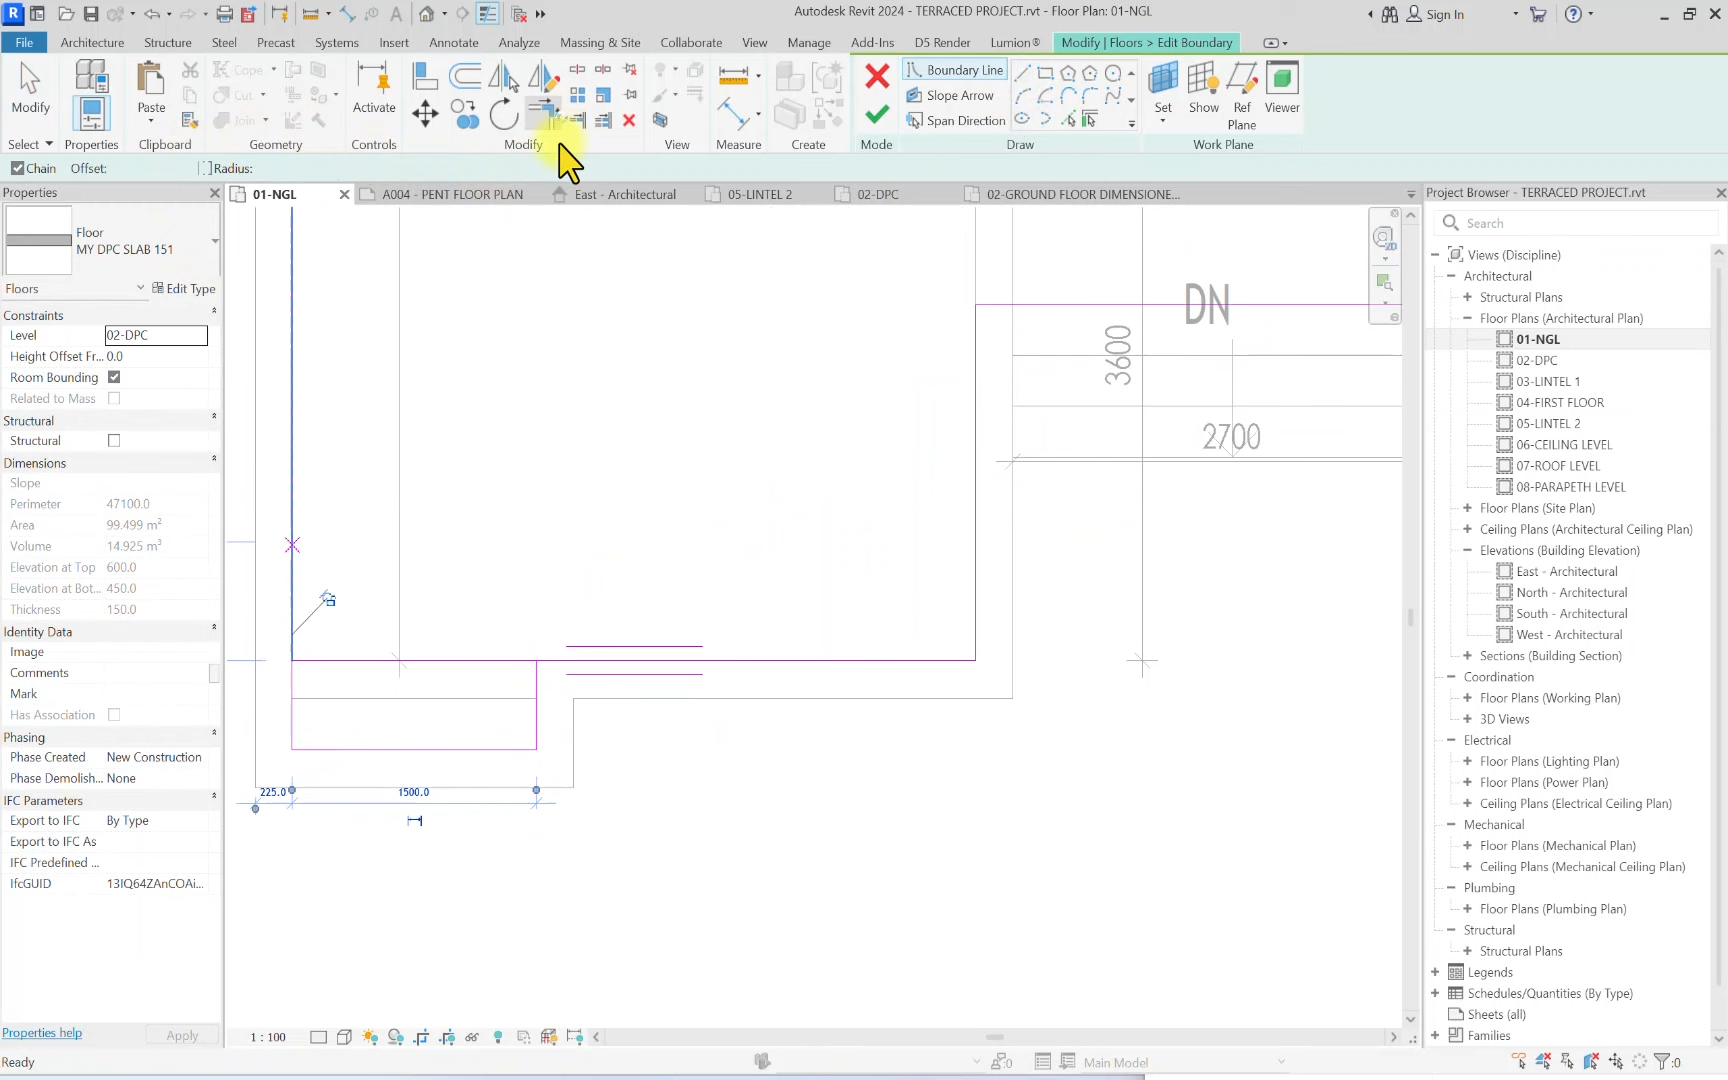 Autodesk Revit 2024 - TERRACED PROJECT.rvt - Floor Plan: 01-NGL
Sign In
File Architecture Structure Steel Precast Systems Insert Annotate Analyze Massing & Site Collaborate View Manage Add-Ins D5 Render Lumion® Modify | Floors > Edit Boundary
Cope
Cut
Join
Boundary Line
Slope Arrow
Span Direction
Modify
Paste
Activate
Set
Show
Ref Plane
Viewer
Select
Properties
Clipboard
Geometry
Controls
Modify
View
Measure
Create
Mode
Draw
Work Plane
Chain
Offset:
Radius:
Properties
01-NGL
A004 - PENT FLOOR PLAN
East - Architectural
05-LINTEL 2
02-DPC
02-GROUND FLOOR DIMENSIONE...
Project Browser - TERRACED PROJECT.rvt
Floor
MY DPC SLAB 151
Floors
Edit Type
Constraints
Level 02-DPC
Height Offset Fr... 0.0
Room Bounding
Related to Mass
Structural
Structural
Dimensions
Slope
Perimeter 47100.0
Area 99.499 m²
Volume 14.925 m³
Elevation at Top 600.0
Elevation at Bot... 450.0
Thickness 150.0
Identity Data
Image
Comments
Mark
Has Association
Phasing
Phase Created New Construction
Phase Demolish... None
IFC Parameters
Export to IFC By Type
Export to IFC As
IFC Predefined ...
IfcGUID 13IQ64ZAnCOAi...
Properties help
Apply
DN
3600
2700
225.0
1500.0
Search
Views (Discipline)
Architectural
Structural Plans
Floor Plans (Architectural Plan)
01-NGL
02-DPC
03-LINTEL 1
04-FIRST FLOOR
05-LINTEL 2
06-CEILING LEVEL
07-ROOF LEVEL
08-PARAPETH LEVEL
Floor Plans (Site Plan)
Ceiling Plans (Architectural Ceiling Plan)
Elevations (Building Elevation)
East - Architectural
North - Architectural
South - Architectural
West - Architectural
Sections (Building Section)
Coordination
Floor Plans (Working Plan)
3D Views
Electrical
Floor Plans (Lighting Plan)
Floor Plans (Power Plan)
Ceiling Plans (Electrical Ceiling Plan)
Mechanical
Floor Plans (Mechanical Plan)
Ceiling Plans (Mechanical Ceiling Plan)
Plumbing
Floor Plans (Plumbing Plan)
Structural
Structural Plans
Legends
Schedules/Quantities (By Type)
Sheets (all)
Families
1 : 100
Ready
:0
Main Model
:0